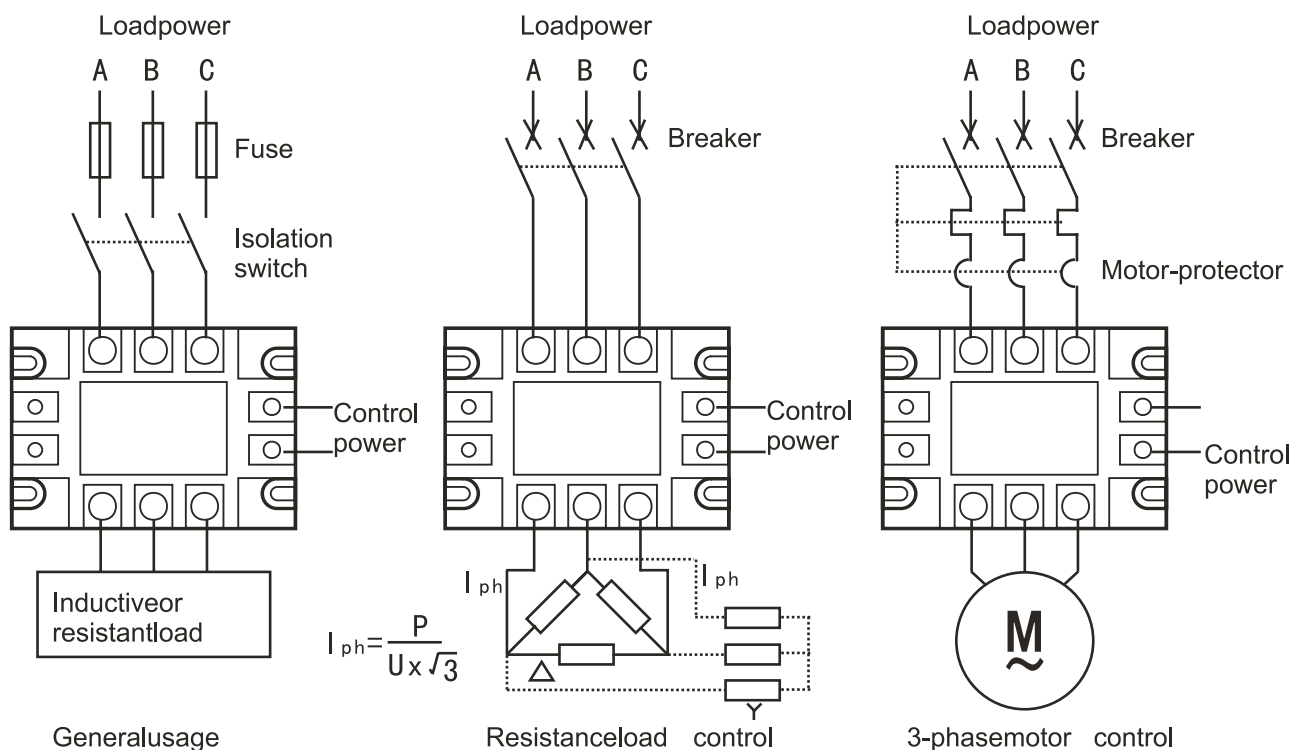 Loadpower
A B C
Fuse
Isolation
switch
Control
power
Inductiveor
resistantload
Generalusage
Loadpower
A B C
Breaker
Control
power
I ph
I ph
I ph=
P
U x √3
△
Y
Resistanceload control
Loadpower
A B C
Breaker
Motor-protector
Control
power
M
~
3-phasemotor control